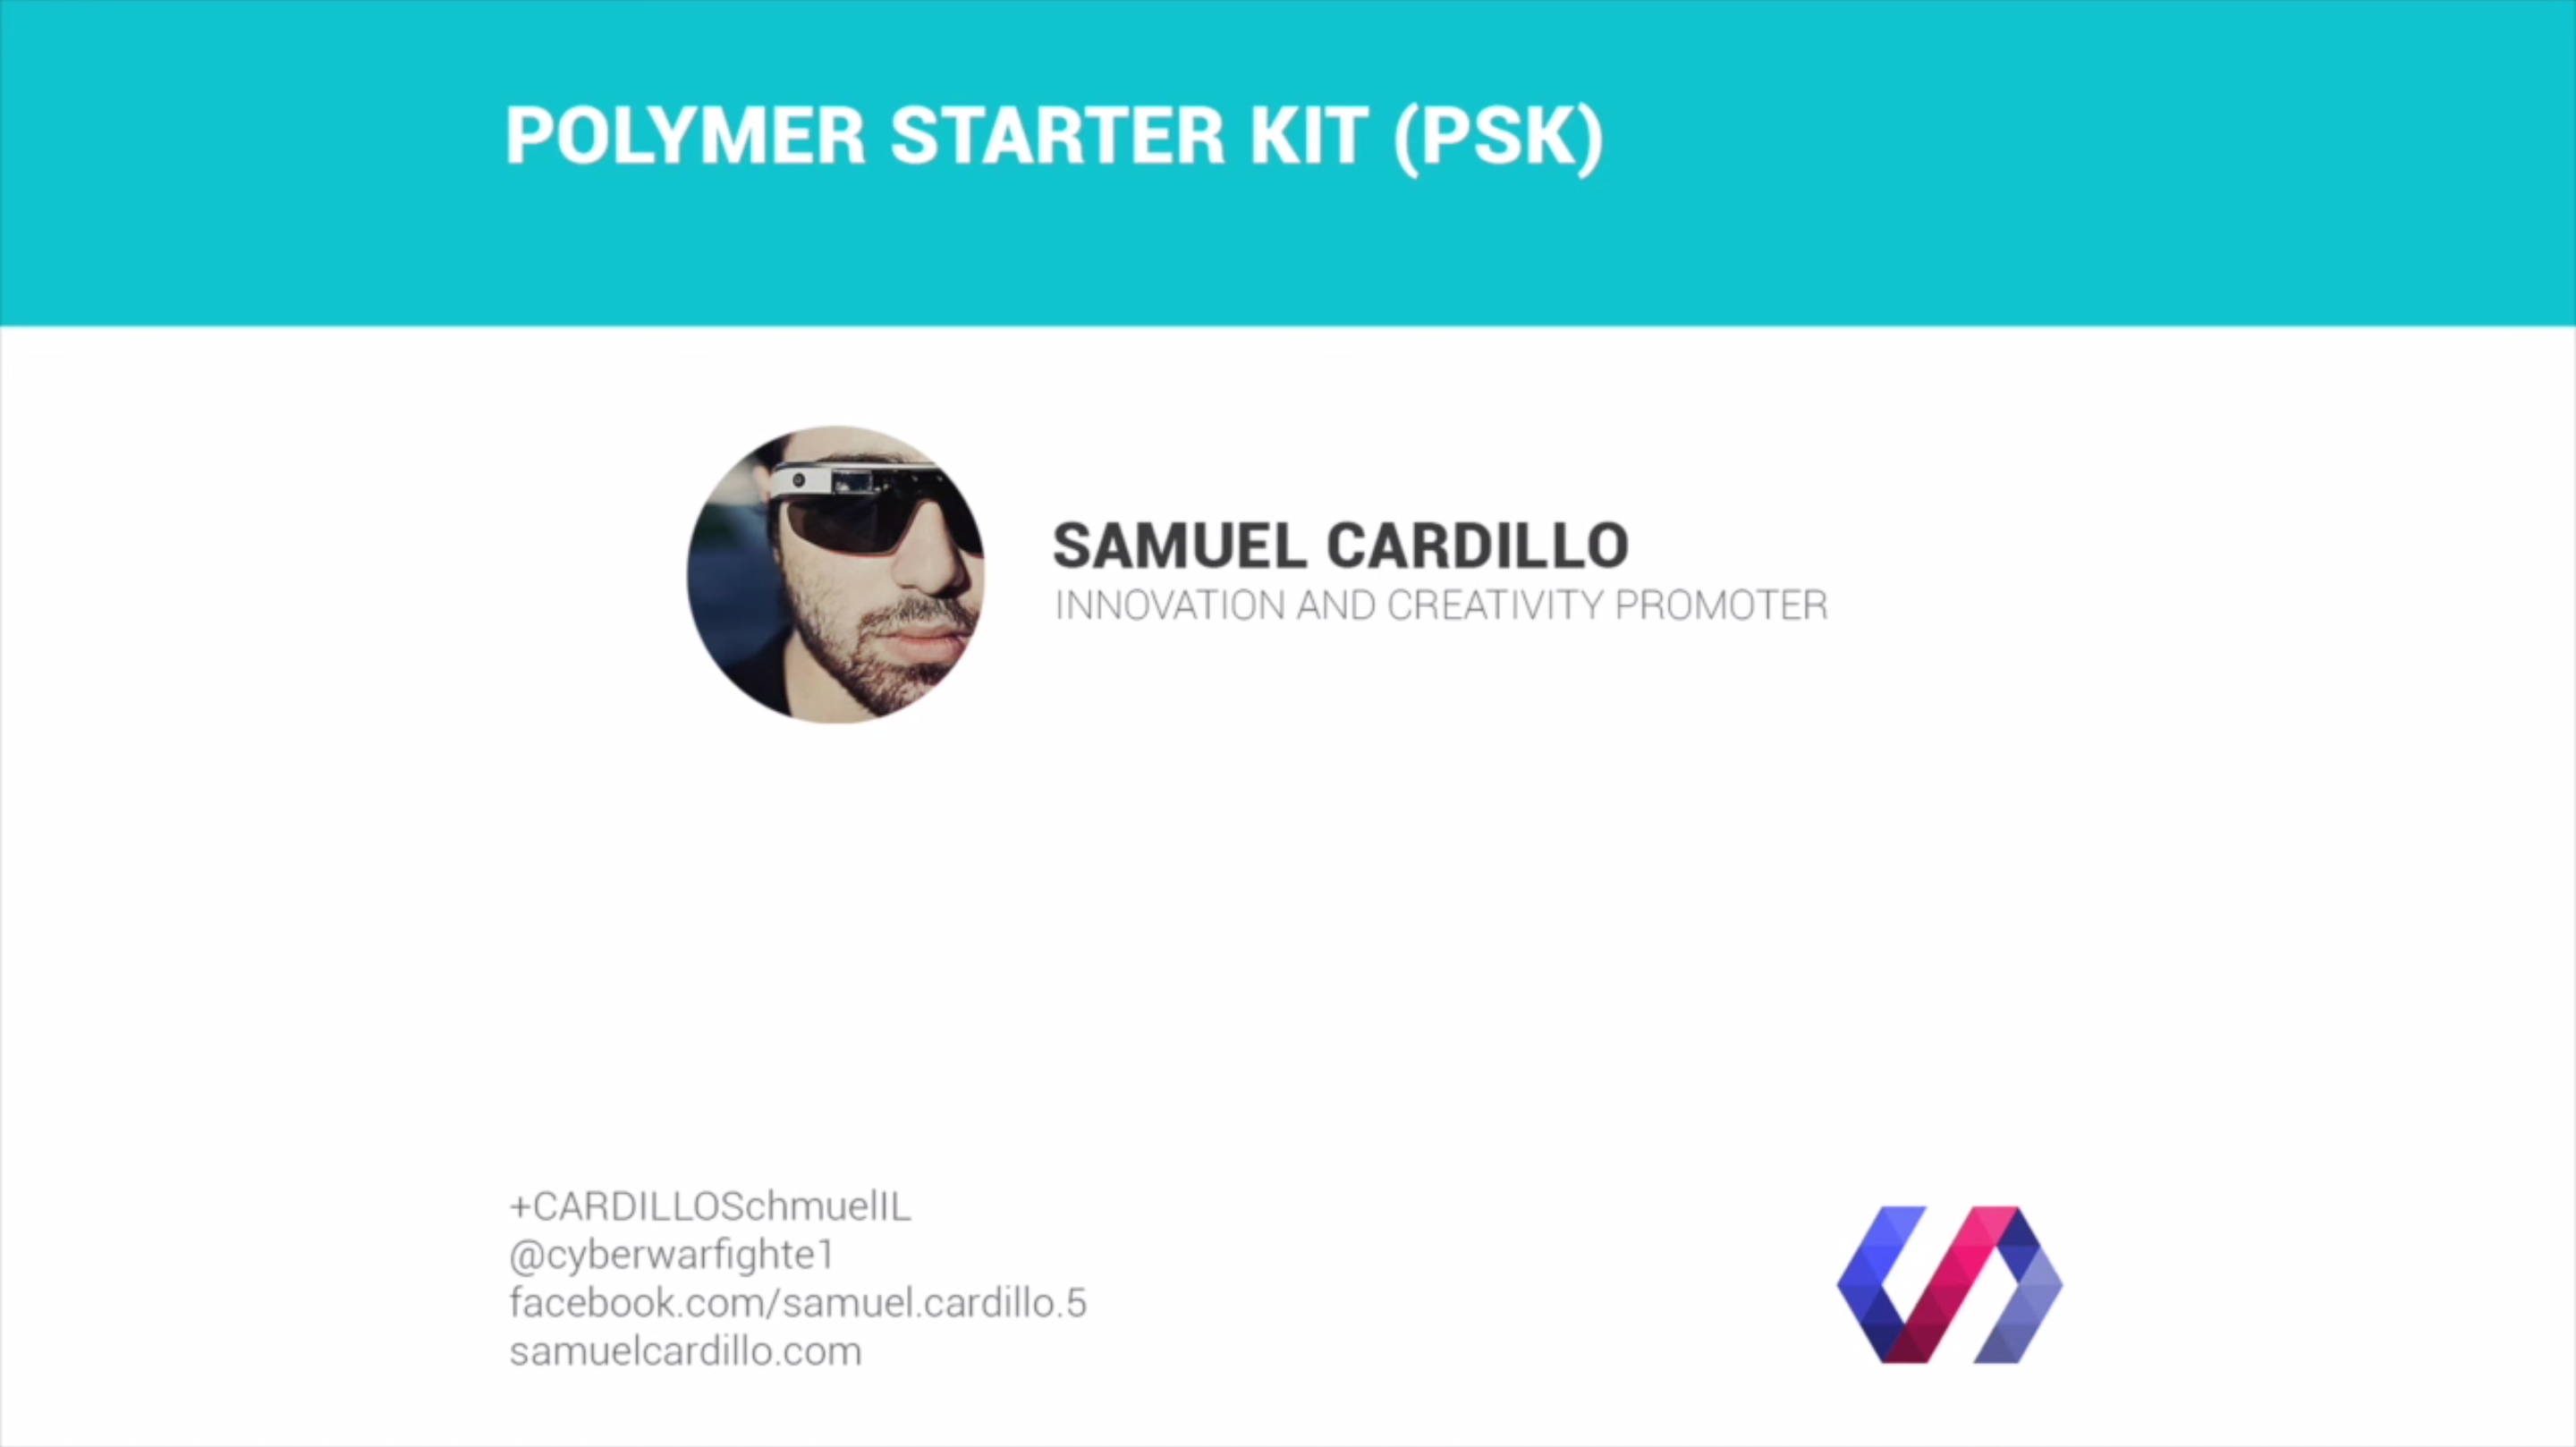 POLYMER STARTER KIT (PSK)
SAMUEL CARDILLO
INNOVATION AND CREATIVITY PROMOTER
+CARDILLOSchmuelIL
@cyberwarfighte1
facebook.com/samuel.cardillo.5
samuelcardillo.com